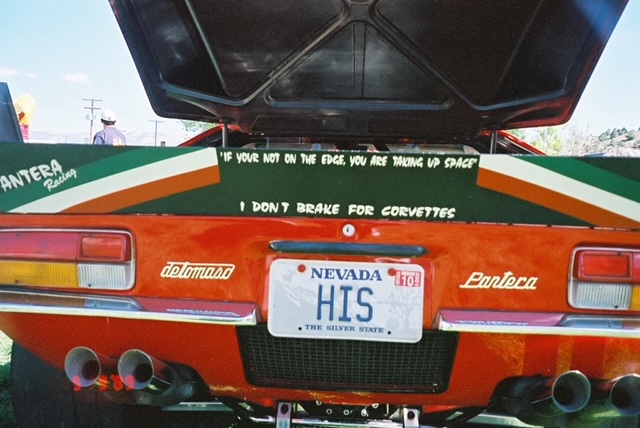 'IF YOUR NOT ON THE EDGE, YOU ARE TAKING UP SPACE'
PANTERA
Racing
I DON'T BRAKE FOR CORVETTES
detomaso
Pantera
NEVADA
10
HIS
THE SILVER STATE